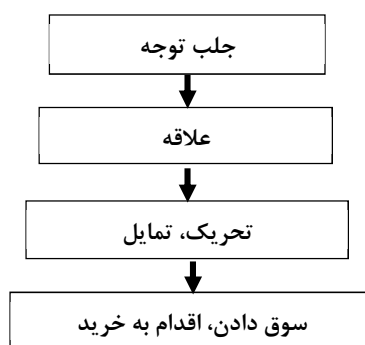 جلب توجه
علاقه
تحریک، تمایل
سوق دادن، اقدام به خرید